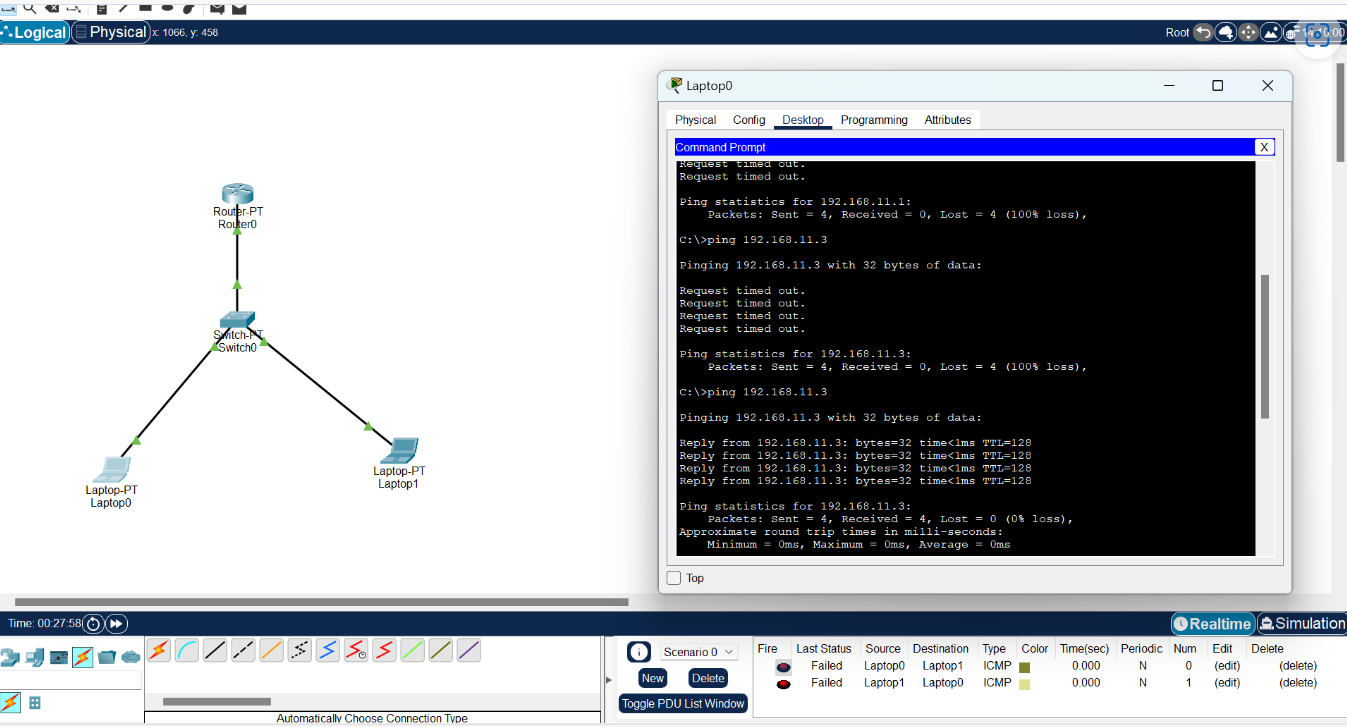 Logical Physical x: 1066, y: 458 Root
Router-PT
Router0
Switch-PT
Switch0
Laptop-PT
Laptop0
Laptop-PT
Laptop1
Laptop0
Physical Config Desktop Programming Attributes
Command Prompt X
Request timed out.
Request timed out.
Ping statistics for 192.168.11.1:
Packets: Sent = 4, Received = 0, Lost = 4 (100% loss),
C:\>ping 192.168.11.3
Pinging 192.168.11.3 with 32 bytes of data:
Request timed out.
Request timed out.
Request timed out.
Request timed out.
Ping statistics for 192.168.11.3:
Packets: Sent = 4, Received = 0, Lost = 4 (100% loss),
C:\>ping 192.168.11.3
Pinging 192.168.11.3 with 32 bytes of data:
Reply from 192.168.11.3: bytes=32 time<1ms TTL=128
Reply from 192.168.11.3: bytes=32 time<1ms TTL=128
Reply from 192.168.11.3: bytes=32 time<1ms TTL=128
Reply from 192.168.11.3: bytes=32 time<1ms TTL=128
Ping statistics for 192.168.11.3:
Packets: Sent = 4, Received = 4, Lost = 0 (0% loss),
Approximate round trip times in milli-seconds:
Minimum = 0ms, Maximum = 0ms, Average = 0ms
Top
Time: 00:27:58 Realtime Simulation
Automatically Choose Connection Type
Scenario 0
New Delete
Toggle PDU List Window
Fire Last Status Source Destination Type Color Time(sec) Periodic Num Edit Delete
Failed Laptop0 Laptop1 ICMP 0.000 N 0 (edit) (delete)
Failed Laptop1 Laptop0 ICMP 0.000 N 1 (edit) (delete)